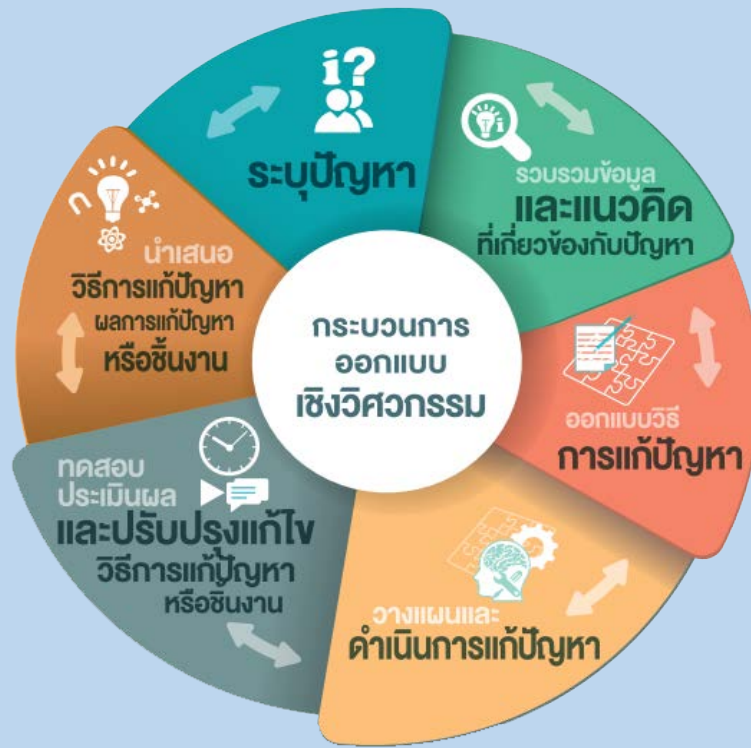 กระบวนการ
ออกแบบ
เชิงวิศวกรรม
i?
ระบุปัญหา
i
รวบรวมข้อมูล
และแนวคิด
ที่เกี่ยวข้องกับปัญหา
ออกแบบวิธี
การแก้ปัญหา
วางแผนและ
ดำเนินการแก้ปัญหา
ทดสอบ
ประเมินผล
และปรับปรุงแก้ไข
วิธีการแก้ปัญหา
หรือชิ้นงาน
นำเสนอ
วิธีการแก้ปัญหา
ผลการแก้ปัญหา
หรือชิ้นงาน